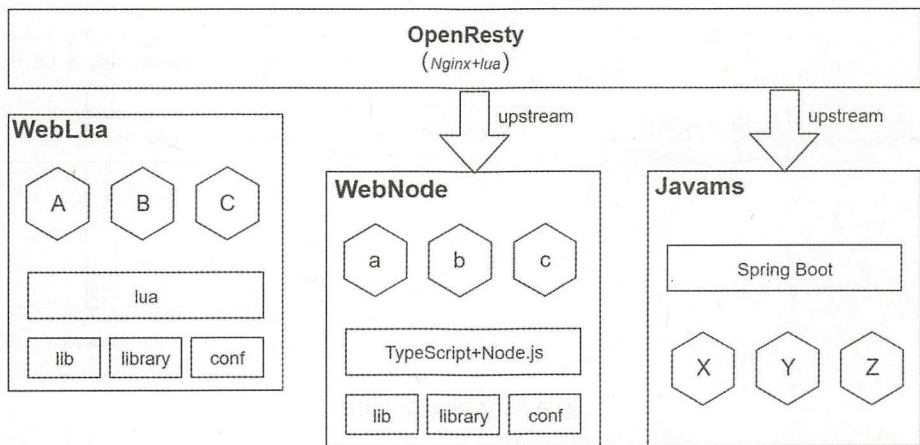 OpenResty
(Nginx+lua)
upstream
upstream
WebLua
A B C
lua
lib library conf
WebNode
a b c
TypeScript+Node.js
lib library conf
Javams
Spring Boot
X Y Z